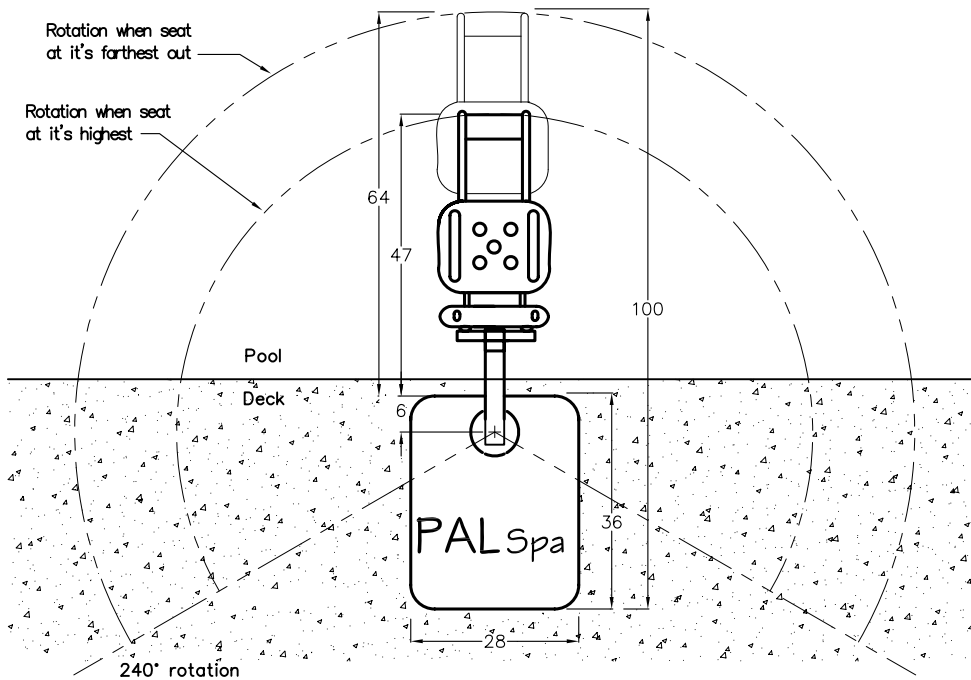 Rotation when seat
at it's farthest out
Rotation when seat
at it's highest
64
47
100
Pool
Deck
6
36
PAL Spa
28
240° rotation